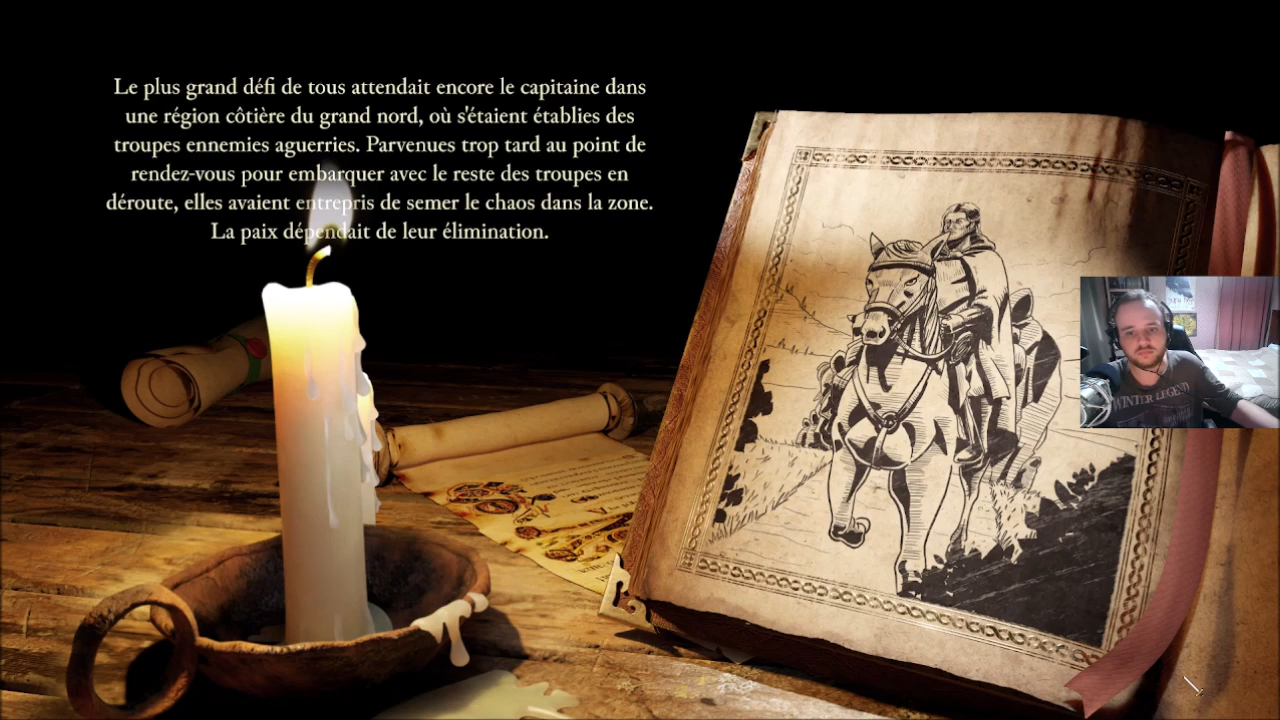 Le plus grand défi de tous attendait encore le capitaine dans
une région côtière du grand nord, où s'étaient établies des
troupes ennemies aguerries. Parvenues trop tard au point de
rendez-vous pour embarquer avec le reste des troupes en
déroute, elles avaient entrepris de semer le chaos dans la zone.
La paix dépendait de leur élimination.
WINTER LEGEND